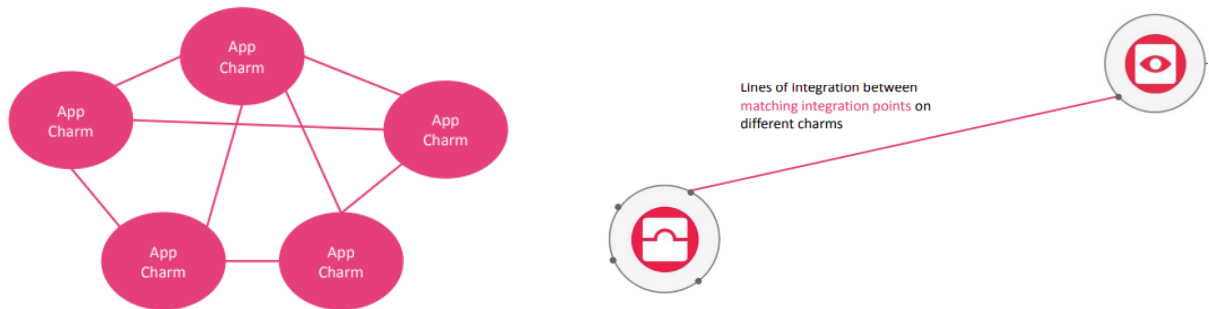 App
Charm
App
Charm
App
Charm
App
Charm
App
Charm
Lines of integration between
matching integration points on
different charms